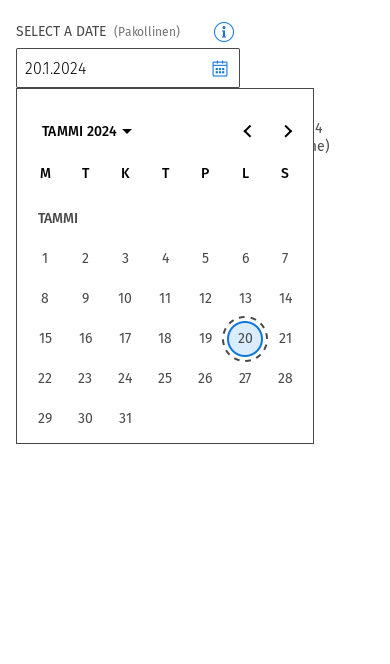 SELECT A DATE (Pakollinen)
20.1.2024
TAMMI 2024
M T K T P L S
TAMMI
1 2 3 4 5 6 7
8 9 10 11 12 13 14
15 16 17 18 19 20 21
22 23 24 25 26 27 28
29 30 31